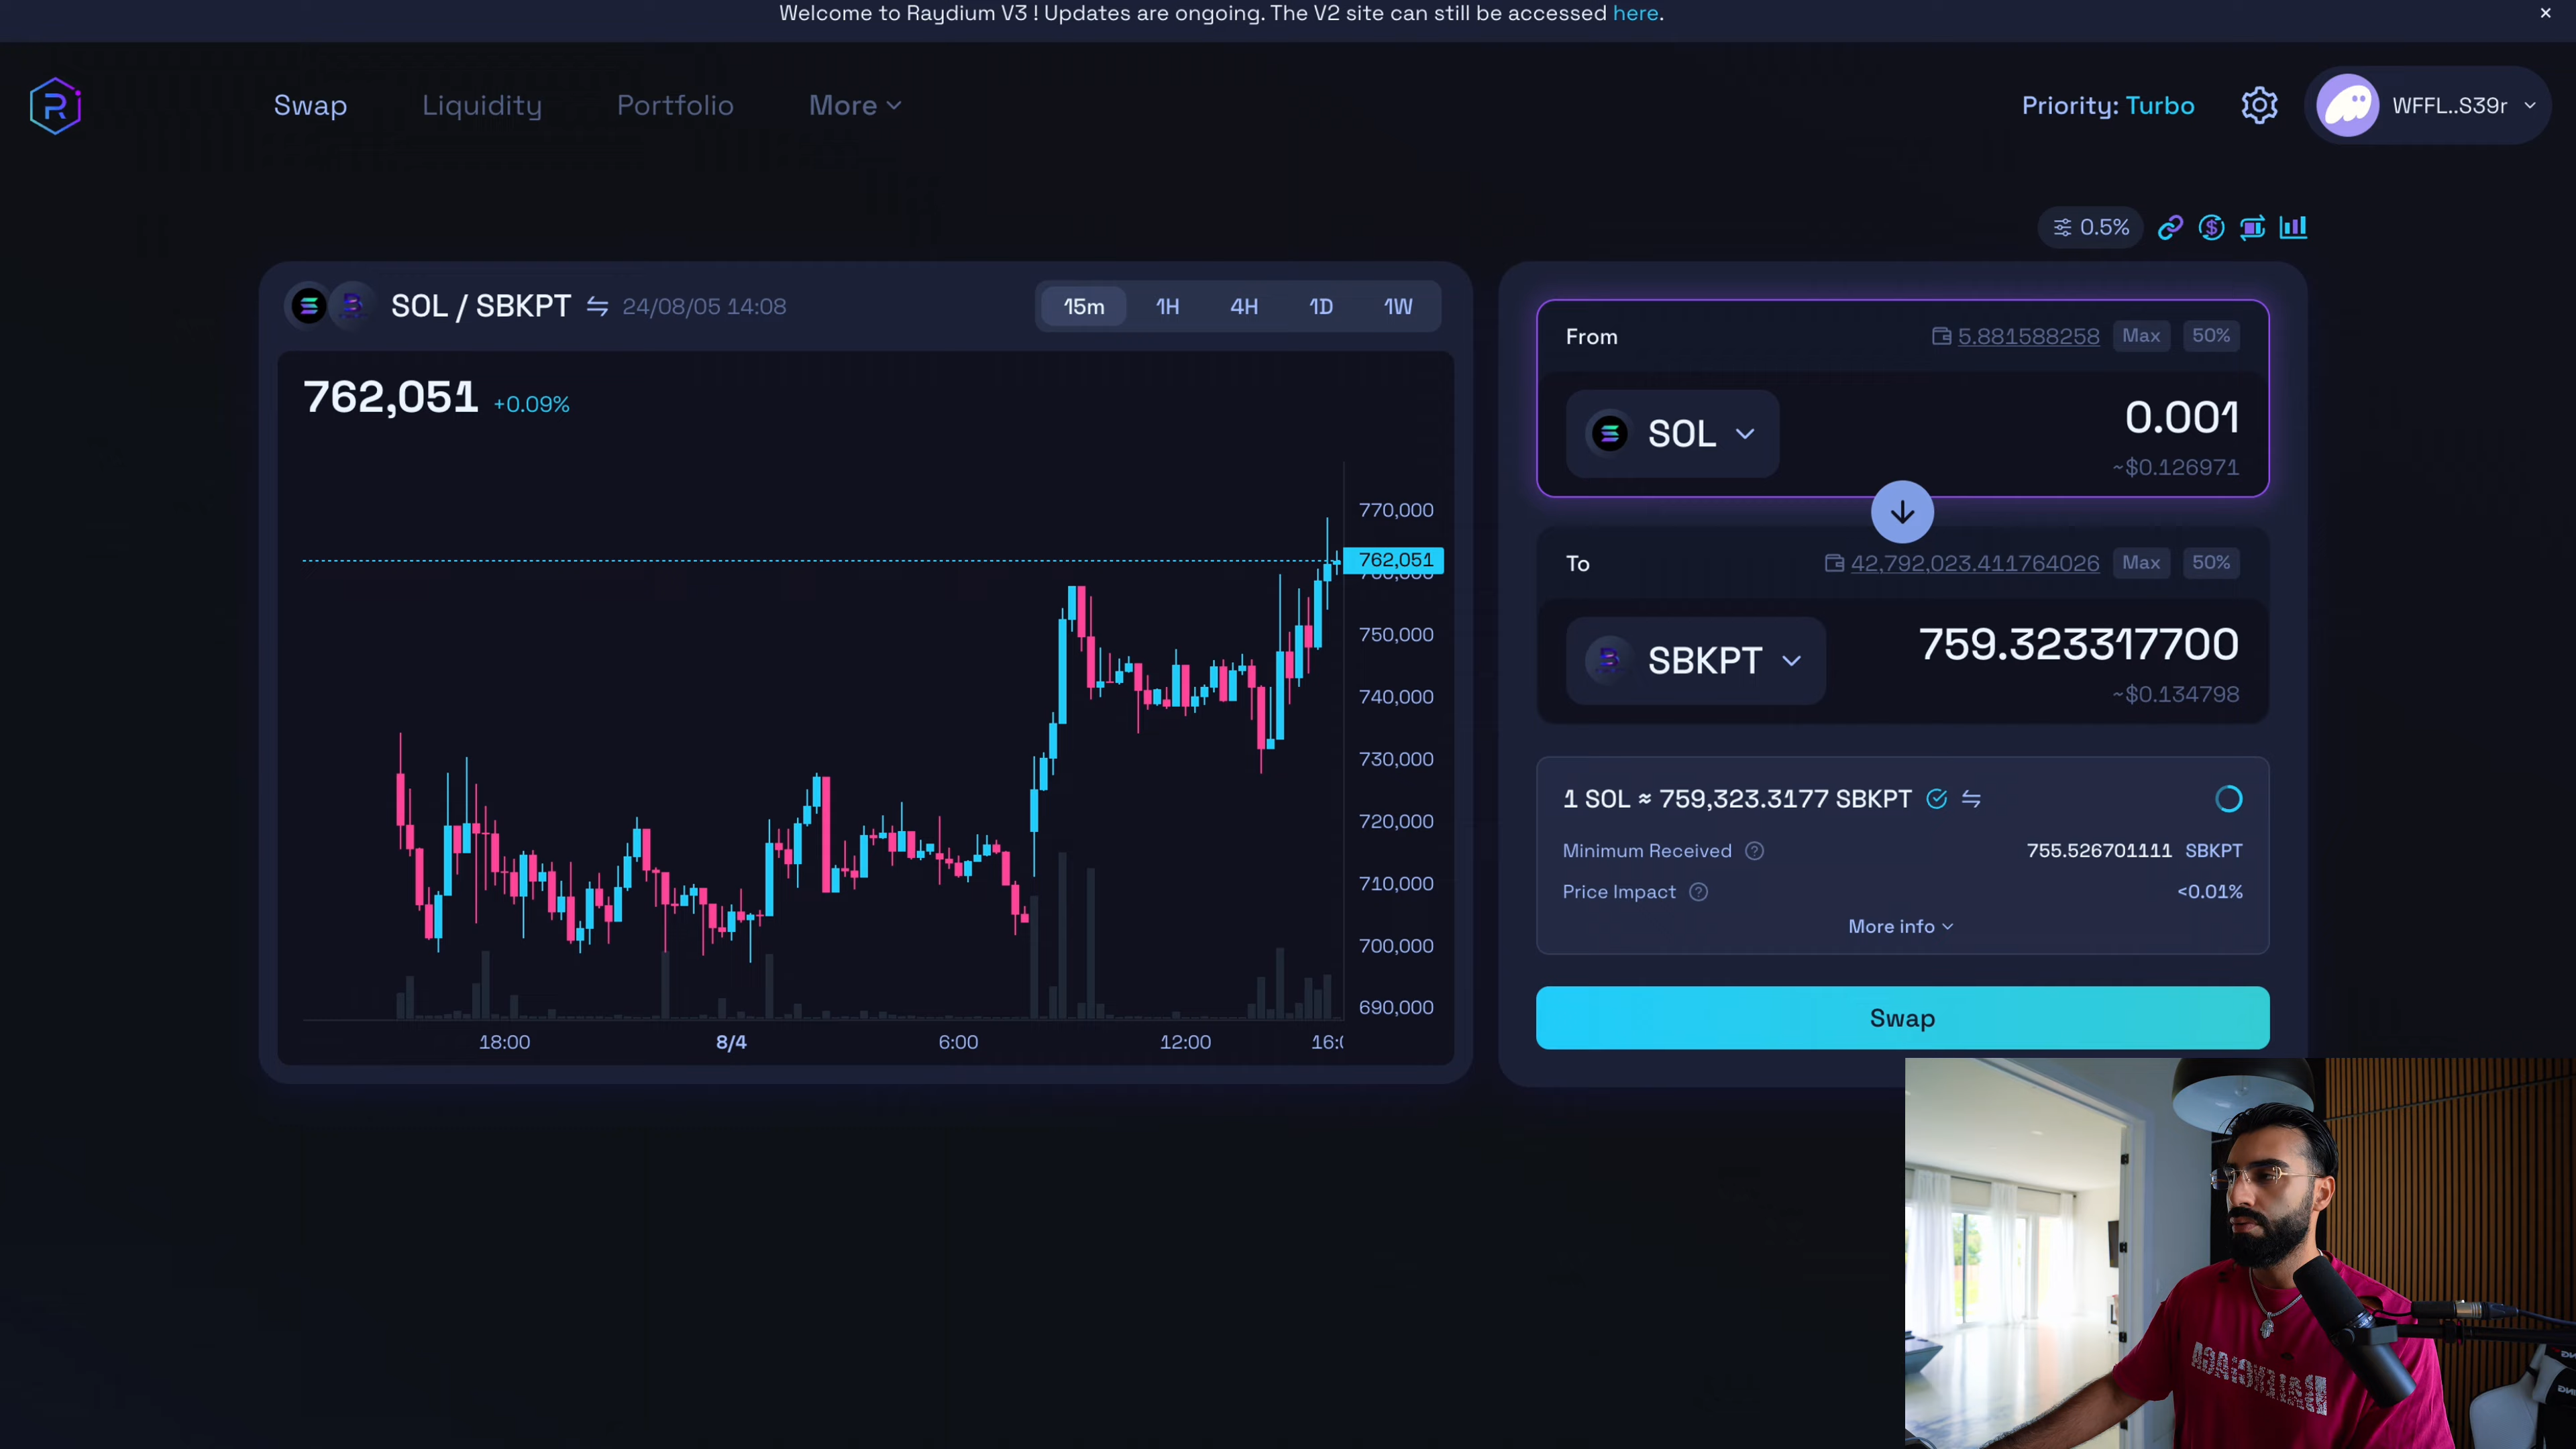 Welcome to Raydium V3 ! Updates are ongoing. The V2 site can still be accessed here.
Swap
Liquidity
Portfolio
More
Priority: Turbo
WFFL..S39r
0.5%
SOL / SBKPT
24/08/05 14:08
15m
1H
4H
1D
1W
762,051 +0.09%
770,000
762,051
750,000
740,000
730,000
720,000
710,000
700,000
690,000
18:00
8/4
6:00
12:00
From
5.881588258
Max
50%
SOL
0.001
~$0.126971
To
42,792,023.411764026
Max
50%
SBKPT
759.323317700
~$0.134798
1 SOL ≈ 759,323.3177 SBKPT
Minimum Received
755.526701111 SBKPT
Price Impact
<0.01%
More info
Swap